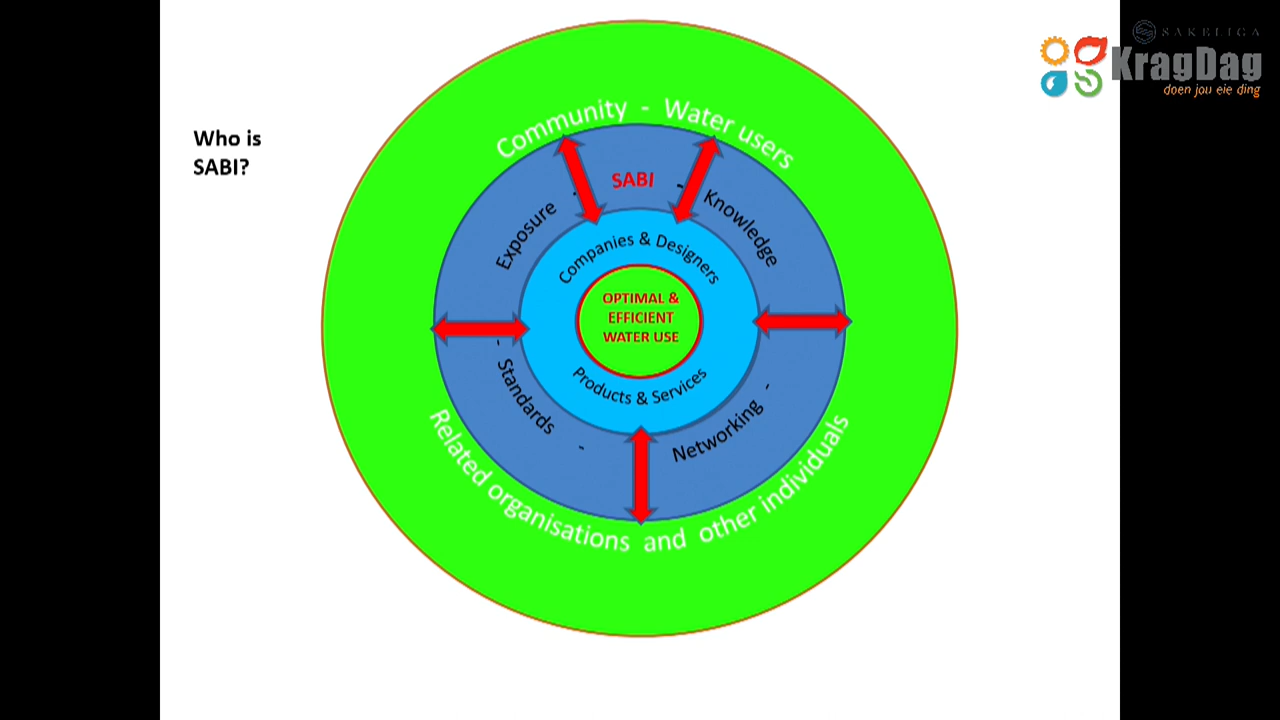 SAKELIGA
KragDag
doen jou eie ding
Who is
SABI?
Community - Water users
SABI
- Knowledge
Exposure -
Companies & Designers
OPTIMAL &
EFFICIENT
WATER USE
Products & Services
- Standards -
Networking -
Related organisations and other individuals